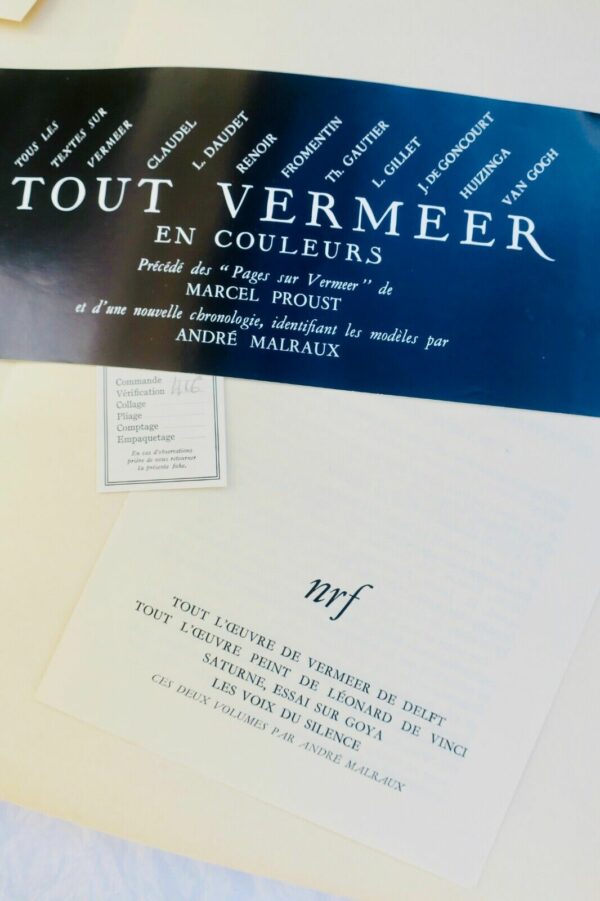 TOUS LES
TEXTES SUR
VERMEER
CLAUDEL
L. DAUDET
RENOIR
FROMENTIN
Th. GAUTIER
L. GILLET
J. DE GONCOURT
HUIZINGA
VAN GOGH
TOUT VERMEER
EN COULEURS
Précédé des "Pages sur Vermeer" de
MARCEL PROUST
et d'une nouvelle chronologie, identifiant les modèles par
ANDRÉ MALRAUX
Commande
Vérification
Collage
Pliage
Comptage
Empaquetage
En cas d'observations
prière de nous retourner
la présente fiche.
nrf
TOUT L'ŒUVRE DE VERMEER DE DELFT
TOUT L'ŒUVRE PEINT DE LÉONARD DE VINCI
SATURNE, ESSAI SUR GOYA
LES VOIX DU SILENCE
CES DEUX VOLUMES PAR ANDRÉ MALRAUX